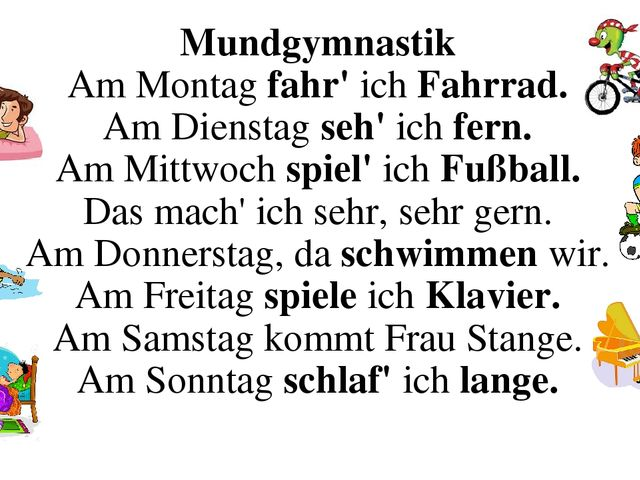 Mundgymnastik
Am Montag fahr' ich Fahrrad.
Am Dienstag seh' ich fern.
Am Mittwoch spiel' ich Fußball.
Das mach' ich sehr, sehr gern.
Am Donnerstag, da schwimmen wir.
Am Freitag spiele ich Klavier.
Am Samstag kommt Frau Stange.
Am Sonntag schlaf' ich lange.